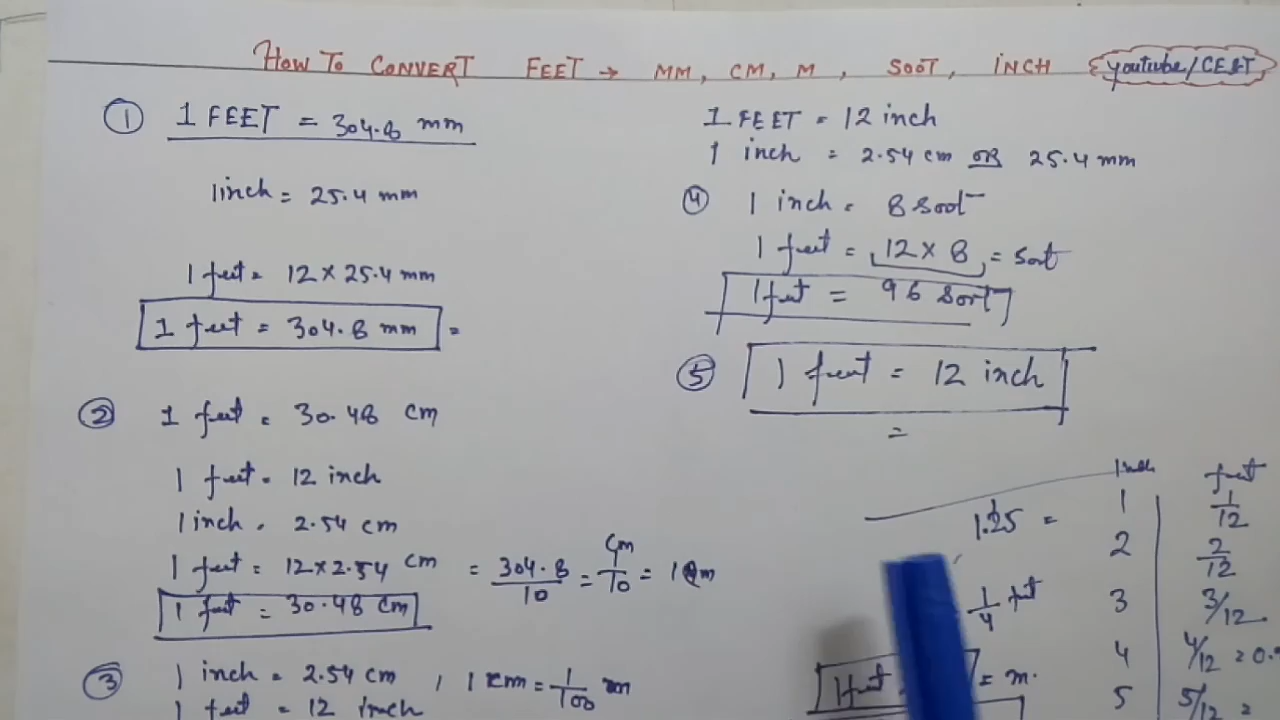 HOW TO CONVERT FEET → MM, CM, M, SOOT, INCH
youtube/CEBT
① 1 FEET = 304.8 mm
1inch = 25.4 mm
1 feet = 12 × 25.4 mm
1 feet = 304.8 mm =
② 1 feet = 30.48 cm
1 feet = 12 inch
1 inch = 2.54 cm
1 feet = 12×2.54 cm = 304.8/10 = cm/10 =
1 feet = 30.48 cm
③ 1 inch = 2.54 cm, 1 cm = 1/100 m
1 feet = 12 inch
1 FEET = 12 inch
1 inch = 2.54 cm OR 25.4 mm
④ 1 inch = 8 soot
1 feet = 12 × 8 = soot
1 feet = 96 soot
⑤ 1 feet = 12 inch
=
1.25 =
1/4 feet
1 feet = m.
inch feet
1 1/12
2 2/12
3 3/12
4 4/12 = 0.
5 5/12 =